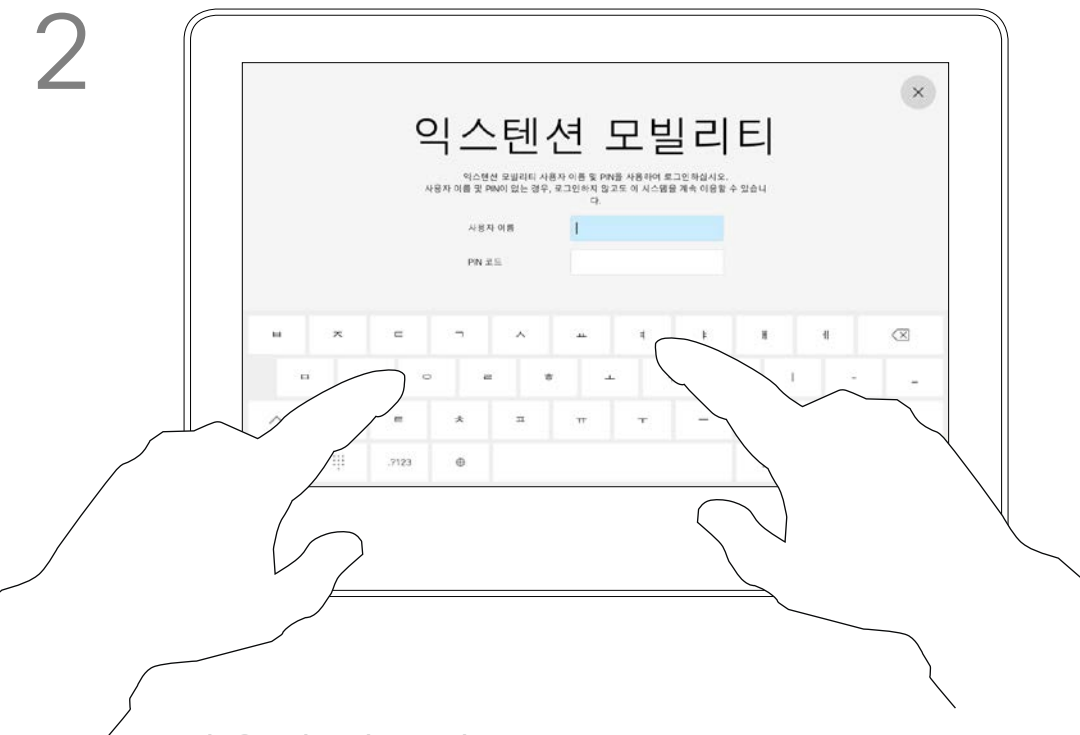 2
익스텐션 모빌리티
익스텐션 모빌리티 사용자 이름 및 PIN을 사용하여 로그인하십시오.
사용자 이름 및 PIN이 있는 경우, 로그인하지 않고도 이 시스템을 계속 이용할 수 있습니
다.
사용자 이름
PIN 코드
ㅂ ㅈ ㄷ ㄱ ㅅ ㅛ ㅕ ㅑ ㅐ ㅔ
ㅁ ㅇ ㄹ ㅎ ㅗ ㅣ - _
ㅌ ㅊ ㅍ ㅠ ㅜ ㅡ
.?123